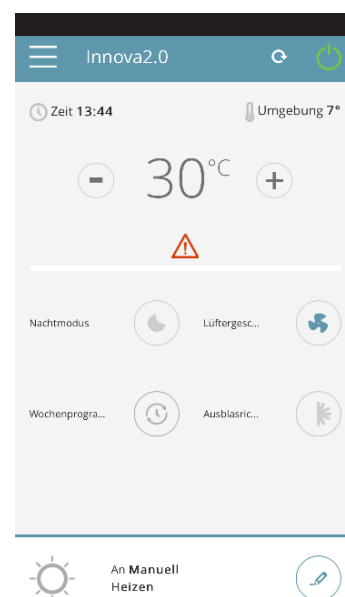 Innova2.0
Zeit 13:44 Umgebung 7°
- 30°C +
Nachtmodus Lüftergesc...
Wochenprogra... Ausblasric...
An Manuell
Heizen